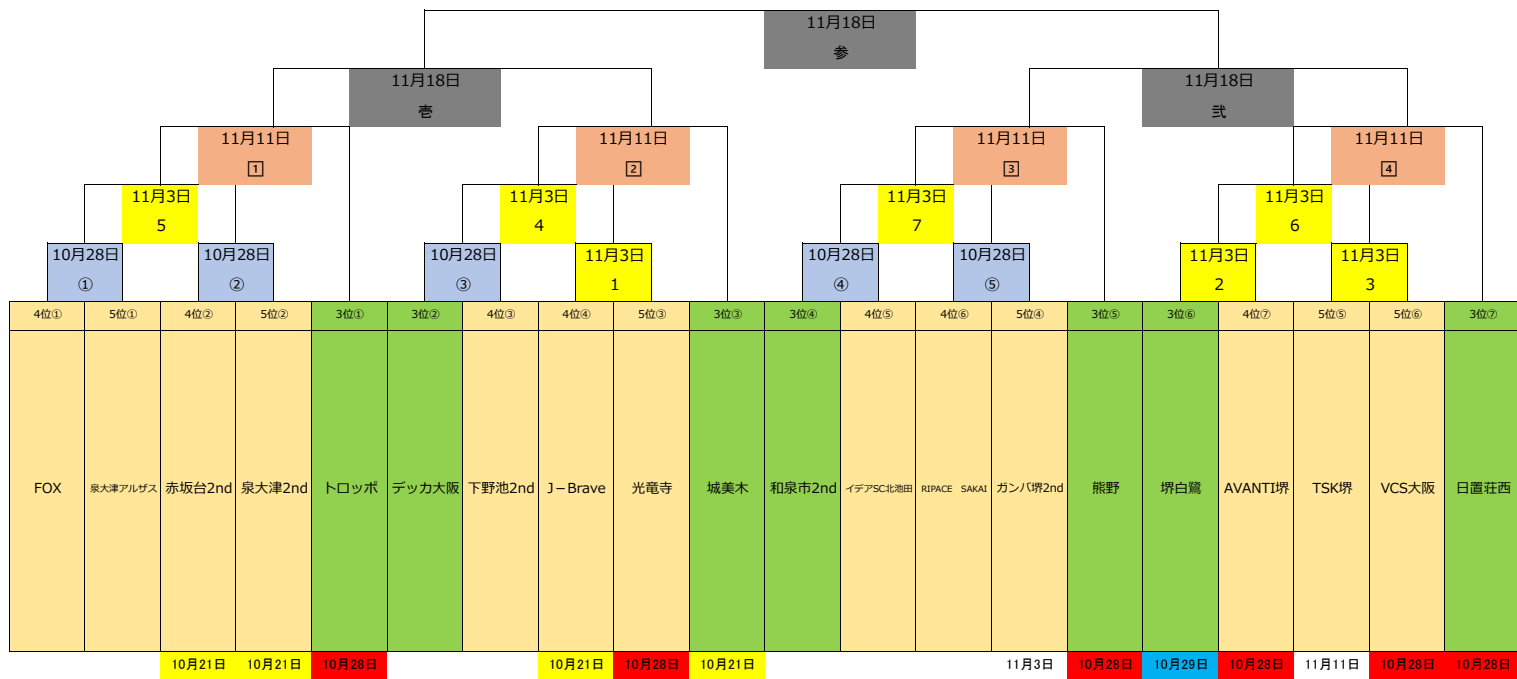 11月18日
参
11月18日
壱
11月18日
弐
11月11日
1
11月11日
2
11月11日
3
11月11日
4
11月3日
5
11月3日
4
11月3日
7
11月3日
6
10月28日
①
10月28日
②
10月28日
③
11月3日
1
10月28日
④
10月28日
⑤
11月3日
2
11月3日
3
4位① 5位① 4位② 5位② 3位① 3位② 4位③ 4位④ 5位③ 3位③ 3位④ 4位⑤ 4位⑥ 5位④ 3位⑤ 3位⑥ 4位⑦ 5位⑤ 5位⑥ 3位⑦
FOX 泉大津アルザス 赤坂台2nd 泉大津2nd トロッポ デッカ大阪 下野池2nd J－Brave 光竜寺 城美木 和泉市2nd イデアSC北池田 RIPACE　SAKAI ガンバ堺2nd 熊野 堺白鷺 AVANTI堺 TSK堺 VCS大阪 日置荘西
10月21日 10月21日 10月28日 10月21日 10月28日 10月21日 11月3日 10月28日 10月29日 10月28日 11月11日 10月28日 10月28日